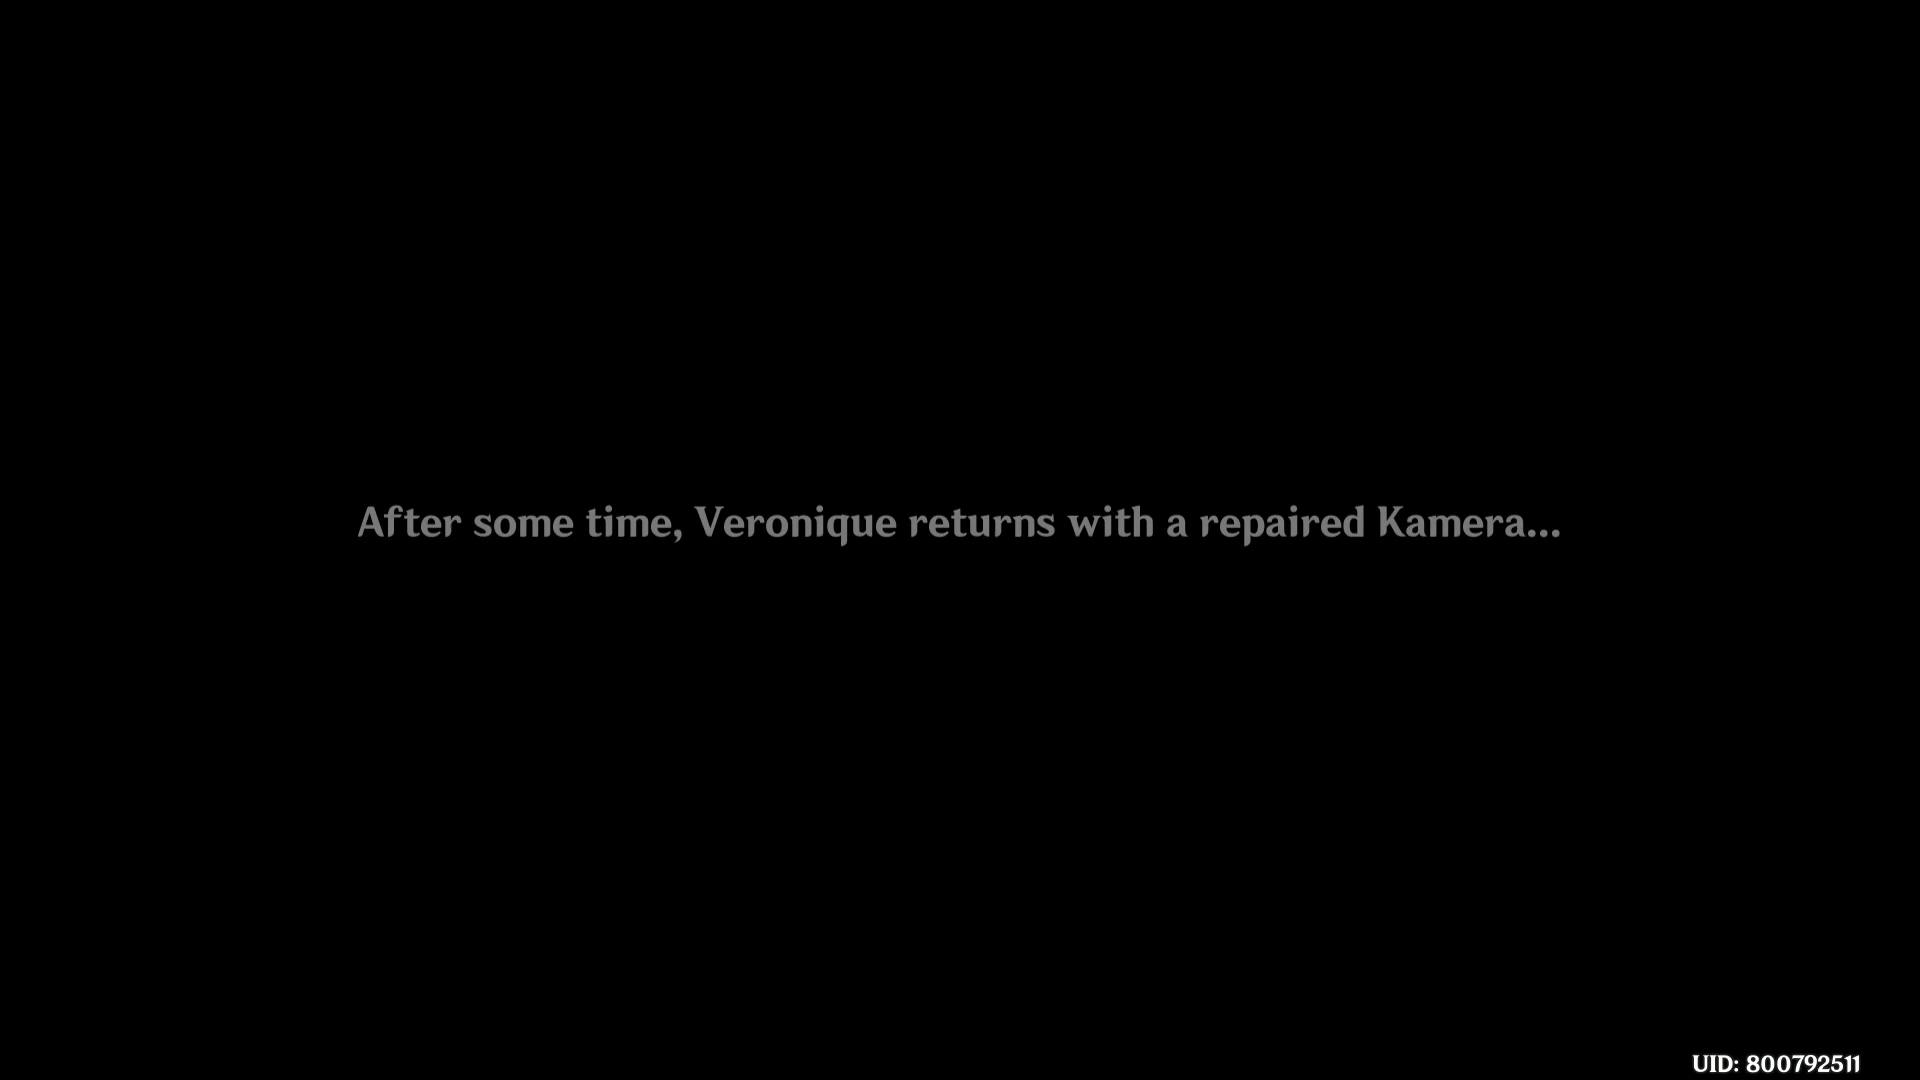 After some time, Veronique returns with a repaired Kamera...
UID: 800792511